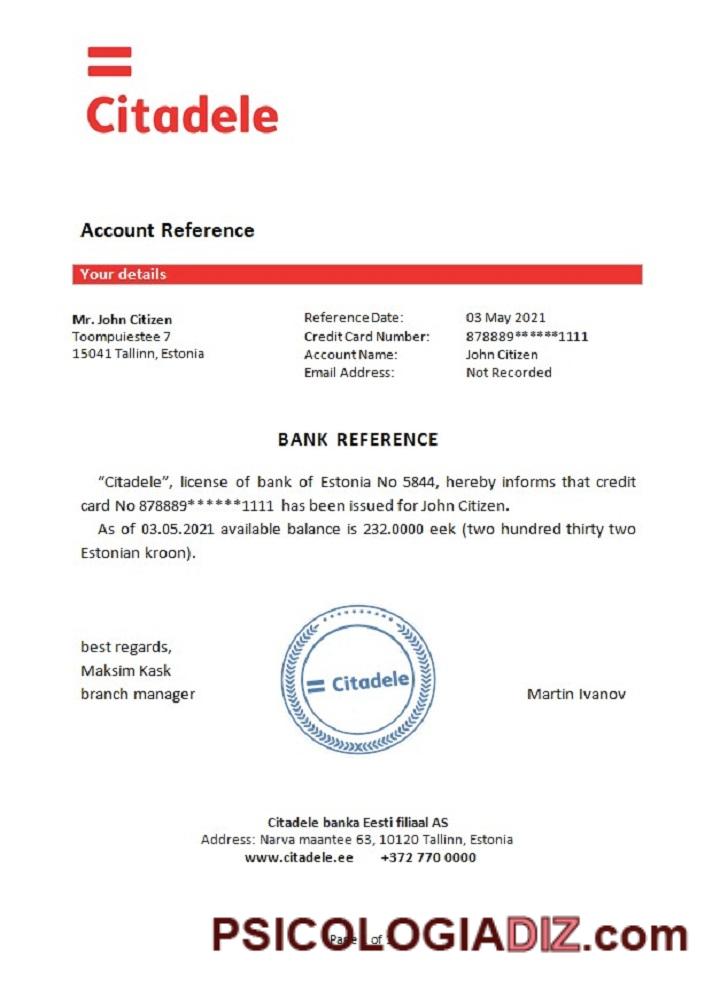 Citadele
Account Reference
Your details
Mr. John Citizen
Toompuiestee 7
15041 Tallinn, Estonia
Reference Date: 03 May 2021
Credit Card Number: 878889******1111
Account Name: John Citizen
Email Address: Not Recorded
BANK REFERENCE
“Citadele”, license of bank of Estonia No 5844, hereby informs that credit
card No 878889******1111 has been issued for John Citizen.
As of 03.05.2021 available balance is 232.0000 eek (two hundred thirty two
Estonian kroon).
best regards,
Maksim Kask
branch manager
Citadele
Martin Ivanov
Citadele banka Eesti filiaal AS
Address: Narva maantee 63, 10120 Tallinn, Estonia
www.citadele.ee +372 770 0000
Page of
PSICOLOGIADIZ.com